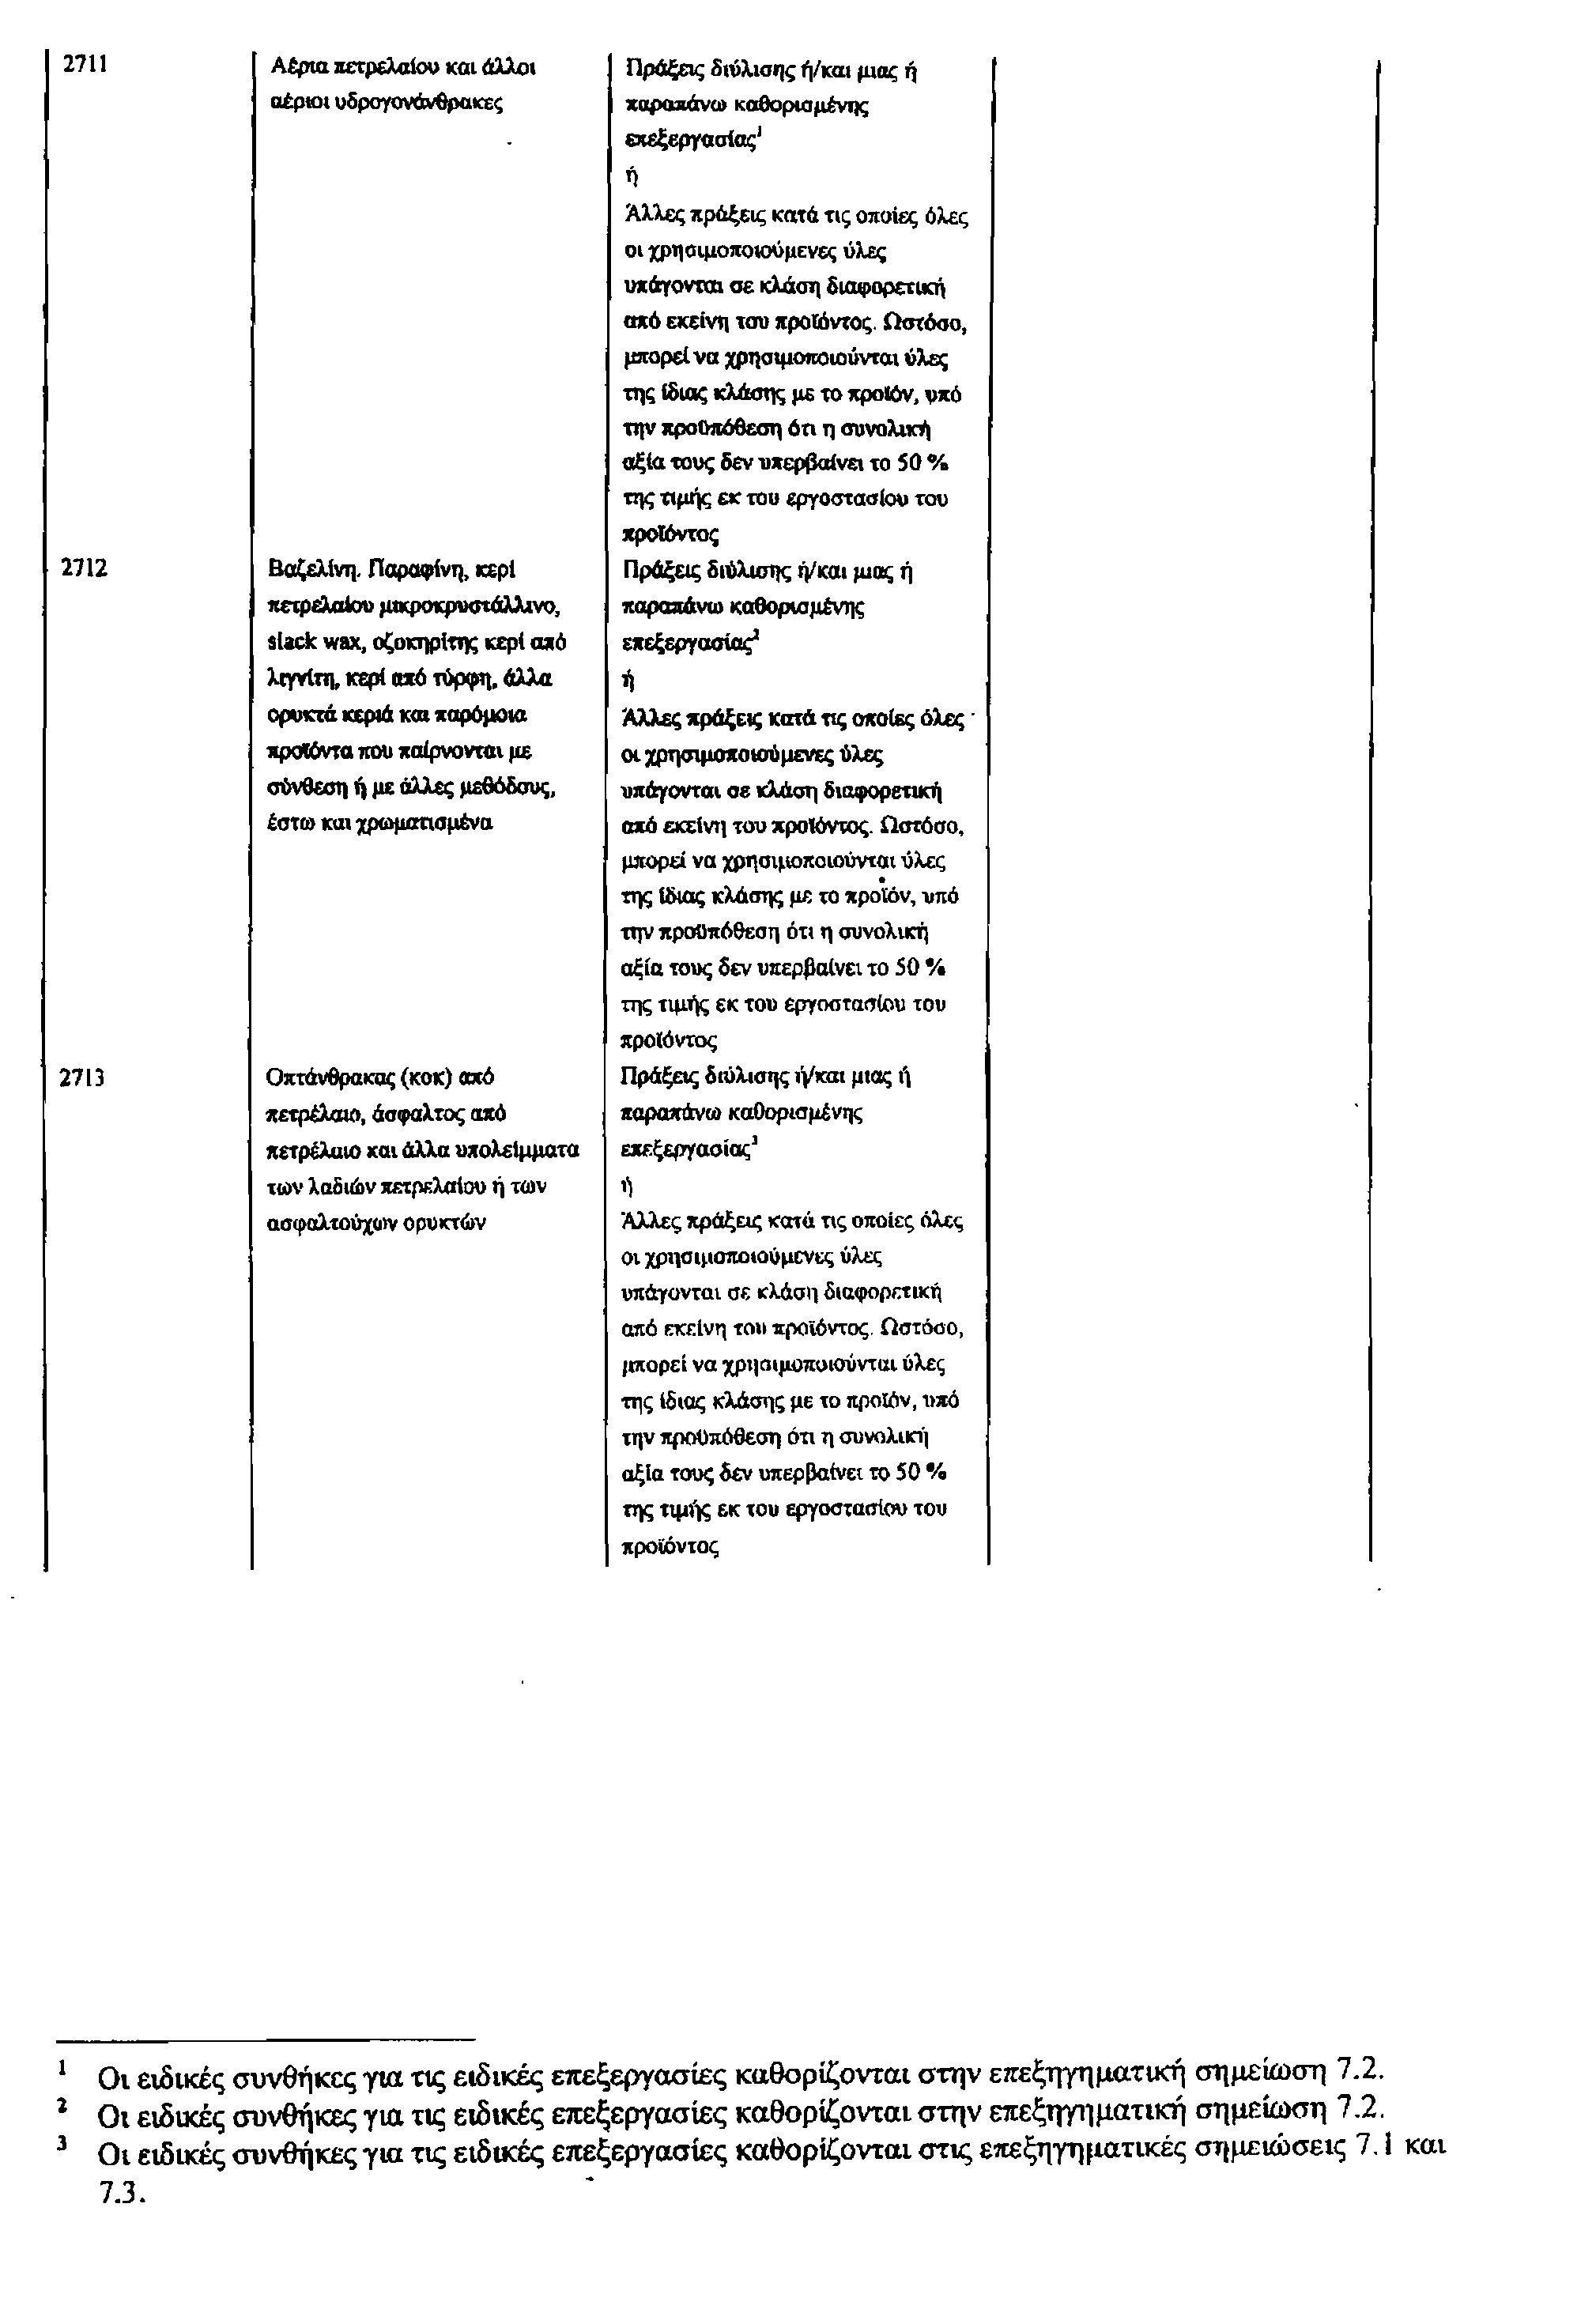 2711
Αέρια πετρελαίου και άλλοι
αέριοι υδρογονάνθρακες
Πράξεις διύλισης ή/και μιας ή
παραπάνω καθορισμένης
επεξεργασίας¹
ή
Άλλες πράξεις κατά τις οποίες όλες
οι χρησιμοποιούμενες ύλες
υπάγονται σε κλάση διαφορετική
από εκείνη του προϊόντος. Ωστόσο,
μπορεί να χρησιμοποιούνται ύλες
της ίδιας κλάσης με το προϊόν, υπό
την προϋπόθεση ότι η συνολική
αξία τους δεν υπερβαίνει το 50 %
της τιμής εκ του εργοστασίου του
προϊόντος
2712
Βαζελίνη. Παραφίνη, κερί
πετρελαίου μικροκρυστάλλινο,
slack wax, οζοκηρίτης κερί από
λιγνίτη, κερί από τύρφη, άλλα
ορυκτά κεριά και παρόμοια
προϊόντα που παίρνονται με
σύνθεση ή με άλλες μεθόδους,
έστω και χρωματισμένα
Πράξεις διύλισης ή/και μιας ή
παραπάνω καθορισμένης
επεξεργασίας²
ή
Άλλες πράξεις κατά τις οποίες όλες
οι χρησιμοποιούμενες ύλες
υπάγονται σε κλάση διαφορετική
από εκείνη του προϊόντος. Ωστόσο,
μπορεί να χρησιμοποιούνται ύλες
της ίδιας κλάσης με το προϊόν, υπό
την προϋπόθεση ότι η συνολική
αξία τους δεν υπερβαίνει το 50 %
της τιμής εκ του εργοστασίου του
προϊόντος
2713
Οπτάνθρακας (κοκ) από
πετρέλαιο, άσφαλτος από
πετρέλαιο και άλλα υπολείμματα
των λαδιών πετρελαίου ή των
ασφαλτούχων ορυκτών
Πράξεις διύλισης ή/και μιας ή
παραπάνω καθορισμένης
επεξεργασίας³
ή
Άλλες πράξεις κατά τις οποίες όλες
οι χρησιμοποιούμενες ύλες
υπάγονται σε κλάση διαφορετική
από εκείνη του προϊόντος. Ωστόσο,
μπορεί να χρησιμοποιούνται ύλες
της ίδιας κλάσης με το προϊόν, υπό
την προϋπόθεση ότι η συνολική
αξία τους δεν υπερβαίνει το 50 %
της τιμής εκ του εργοστασίου του
προϊόντος
¹ Οι ειδικές συνθήκες για τις ειδικές επεξεργασίες καθορίζονται στην επεξηγηματική σημείωση 7.2.
² Οι ειδικές συνθήκες για τις ειδικές επεξεργασίες καθορίζονται στην επεξηγηματική σημείωση 7.2.
³ Οι ειδικές συνθήκες για τις ειδικές επεξεργασίες καθορίζονται στις επεξηγηματικές σημειώσεις 7.1 και
7.3.